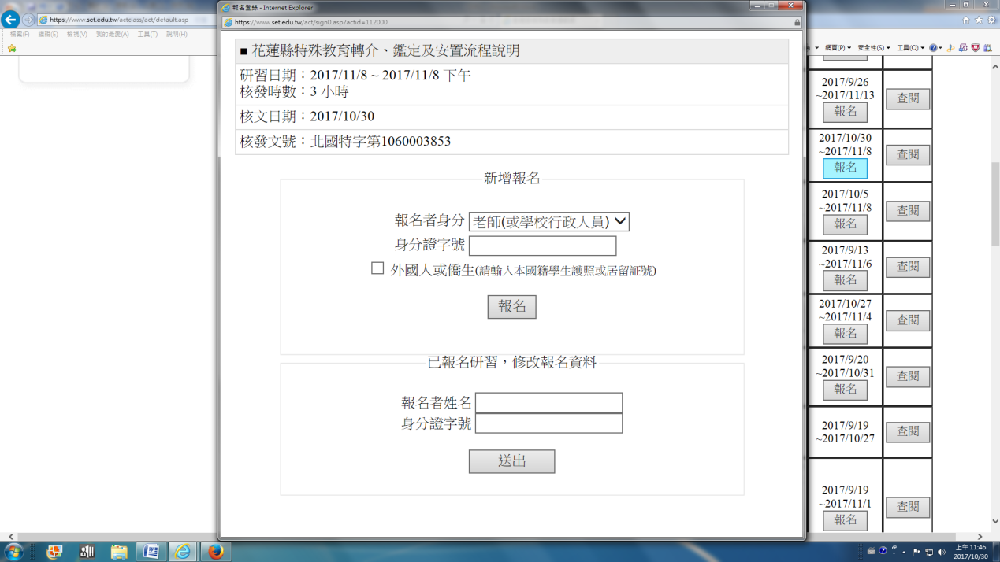 報名登錄 - Internet Explorer
https://www.set.edu.tw/actclass/act/default.asp
https://www.set.edu.tw/act/sign0.asp?actid=112000
檔案(F) 編輯(E) 檢視(V) 我的最愛(A) 工具(T) 說明(H)
網頁(P) 安全性(S) 工具(O)
■ 花蓮縣特殊教育轉介、鑑定及安置流程說明
研習日期：2017/11/8 ~ 2017/11/8 下午
核發時數：3 小時
核文日期：2017/10/30
核發文號：北國特字第1060003853
新增報名
報名者身分 老師(或學校行政人員)
身分證字號
外國人或僑生(請輸入本國籍學生護照或居留証號)
報名
已報名研習，修改報名資料
報名者姓名
身分證字號
送出
2017/9/26
~2017/11/13
報名
查閱
2017/10/30
~2017/11/8
報名
查閱
2017/10/5
~2017/11/8
報名
查閱
2017/9/13
~2017/11/6
報名
查閱
2017/10/27
~2017/11/4
報名
查閱
2017/9/20
~2017/10/31
報名
查閱
2017/9/19
~2017/10/27
查閱
2017/9/19
~2017/11/1
報名
查閱
上午 11:46
2017/10/30